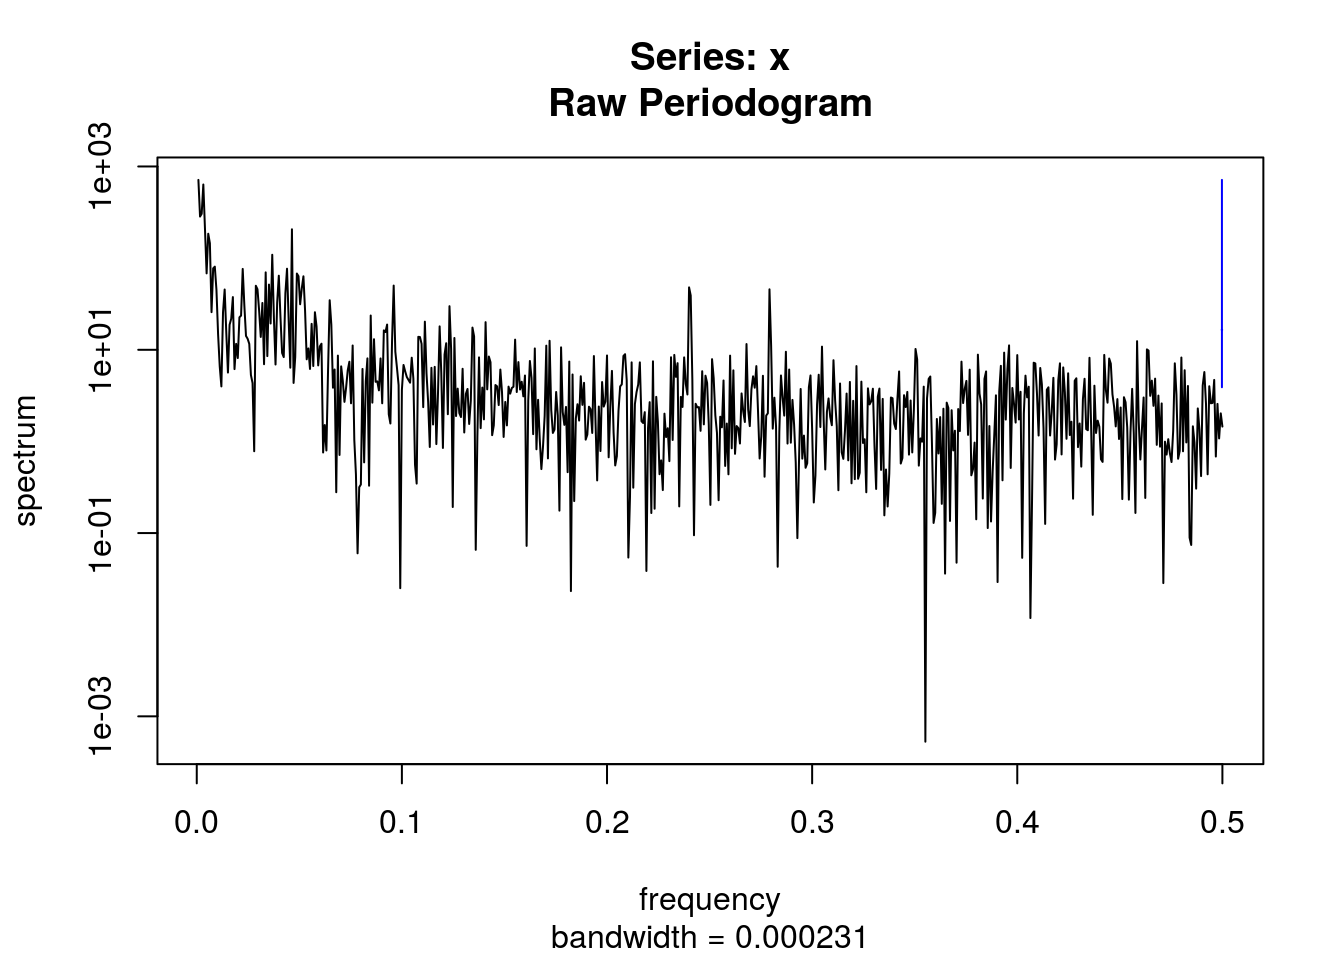 Series: x
Raw Periodogram
spectrum
1e+03
1e+01
1e-01
1e-03
0.0 0.1 0.2 0.3 0.4 0.5
frequency
bandwidth = 0.000231